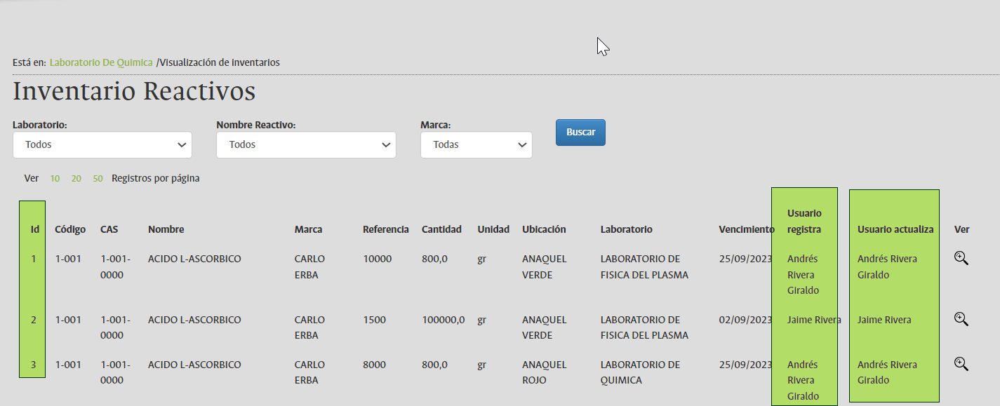 Está en: Laboratorio De Quimica /Visualización de inventarios
Inventario Reactivos
Laboratorio: Nombre Reactivo: Marca:
Todos Todos Todas Buscar
Ver 10 20 50 Registros por página
Usuario
Id Código CAS Nombre Marca Referencia Cantidad Unidad Ubicación Laboratorio Vencimiento registra Usuario actualiza Ver
1 1-001 1-001- ACIDO L-ASCORBICO CARLO 10000 800,0 gr ANAQUEL LABORATORIO DE 25/09/2023 Andrés Andrés Rivera
0000 ERBA VERDE FISICA DEL PLASMA Rivera Giraldo
Giraldo
2 1-001 1-001- ACIDO L-ASCORBICO CARLO 1500 100000,0 gr ANAQUEL LABORATORIO DE 02/09/2023 Jaime Rivera Jaime Rivera
0000 ERBA VERDE FISICA DEL PLASMA
3 1-001 1-001- ACIDO L-ASCORBICO CARLO 8000 800,0 gr ANAQUEL LABORATORIO DE 25/09/2023 Andrés Andrés Rivera
0000 ERBA ROJO QUIMICA Rivera Giraldo
Giraldo